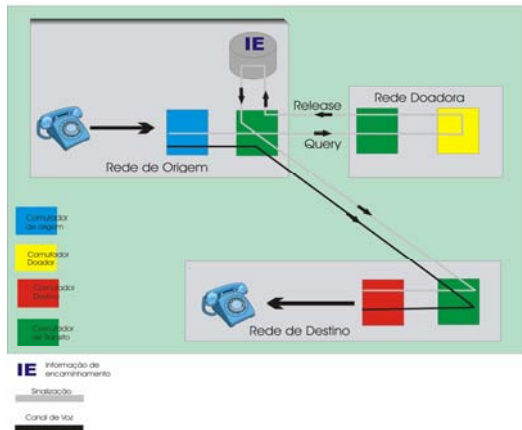 IE
Release
Rede Doadora
Query
Rede de Origem
Comutador
de origem
Comutador
Doador
Comutador
Destino
Comutador
de trânsito
Rede de Destino
IE
Informação de
encaminhamento
Sinalização
Canal de Voz